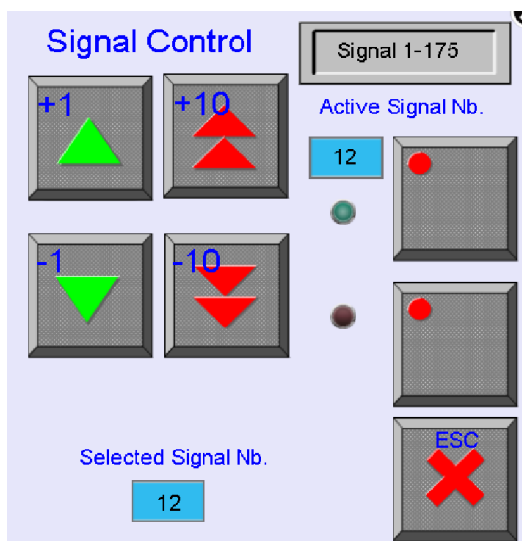 Signal Control
Signal 1-175
+1
+10
Active Signal Nb.
12
-1
-10
Selected Signal Nb.
12
ESC